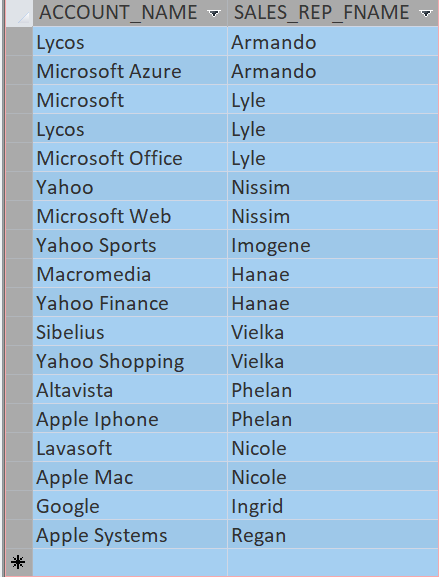 ACCOUNT_NAME SALES_REP_FNAME
Lycos Armando
Microsoft Azure Armando
Microsoft Lyle
Lycos Lyle
Microsoft Office Lyle
Yahoo Nissim
Microsoft Web Nissim
Yahoo Sports Imogene
Macromedia Hanae
Yahoo Finance Hanae
Sibelius Vielka
Yahoo Shopping Vielka
Altavista Phelan
Apple Iphone Phelan
Lavasoft Nicole
Apple Mac Nicole
Google Ingrid
Apple Systems Regan